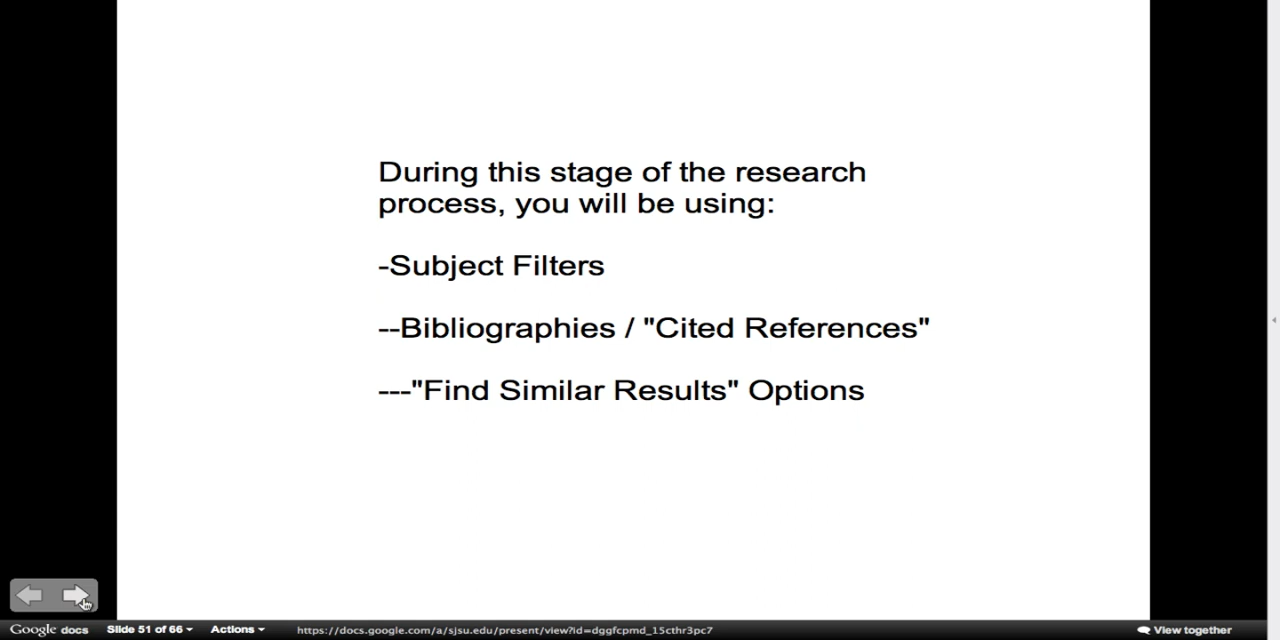 During this stage of the research
process, you will be using:
-Subject Filters
--Bibliographies / "Cited References"
---"Find Similar Results" Options
Google docs Slide 51 of 66 Actions https://docs.google.com/a/sjsu.edu/present/view?id=dggfcpmd_15cthr3pc7 View together